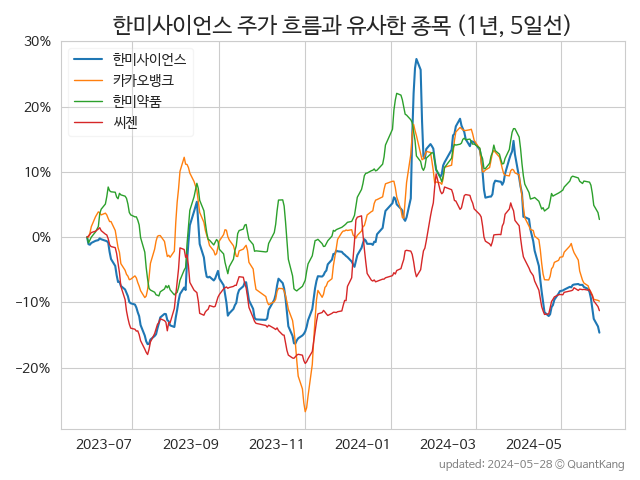 한미사이언스 주가 흐름과 유사한 종목 (1년, 5일선)
30%
20%
10%
0%
−10%
−20%
한미사이언스
카카오뱅크
한미약품
씨젠
2023-07 2023-09 2023-11 2024-01 2024-03 2024-05
updated: 2024-05-28 © QuantKang